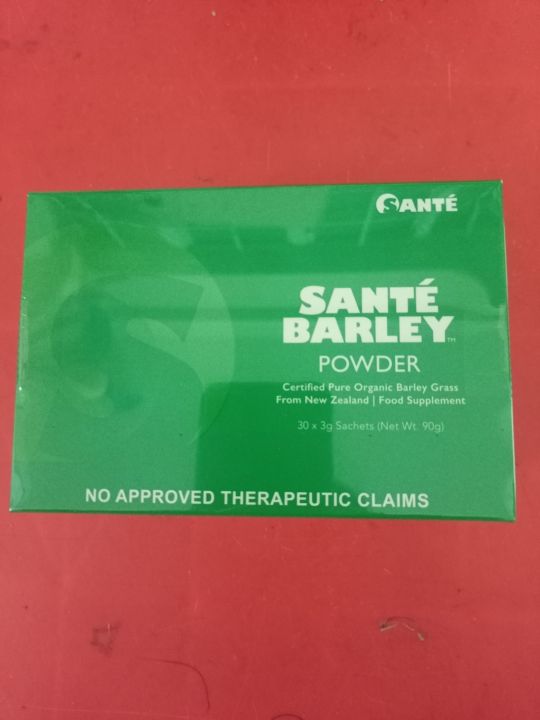 SANTÉ
SANTÉ
BARLEY™
POWDER
Certified Pure Organic Barley Grass
From New Zealand | Food Supplement
30 x 3g Sachets (Net Wt. 90g)
NO APPROVED THERAPEUTIC CLAIMS